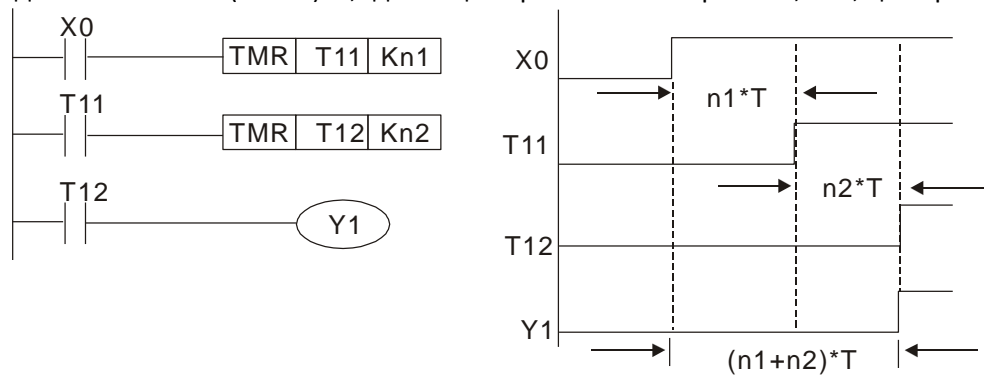 X0
TMR T11 Kn1
T11
TMR T12 Kn2
T12
Y1
X0
n1*T
T11
n2*T
T12
Y1
(n1+n2)*T